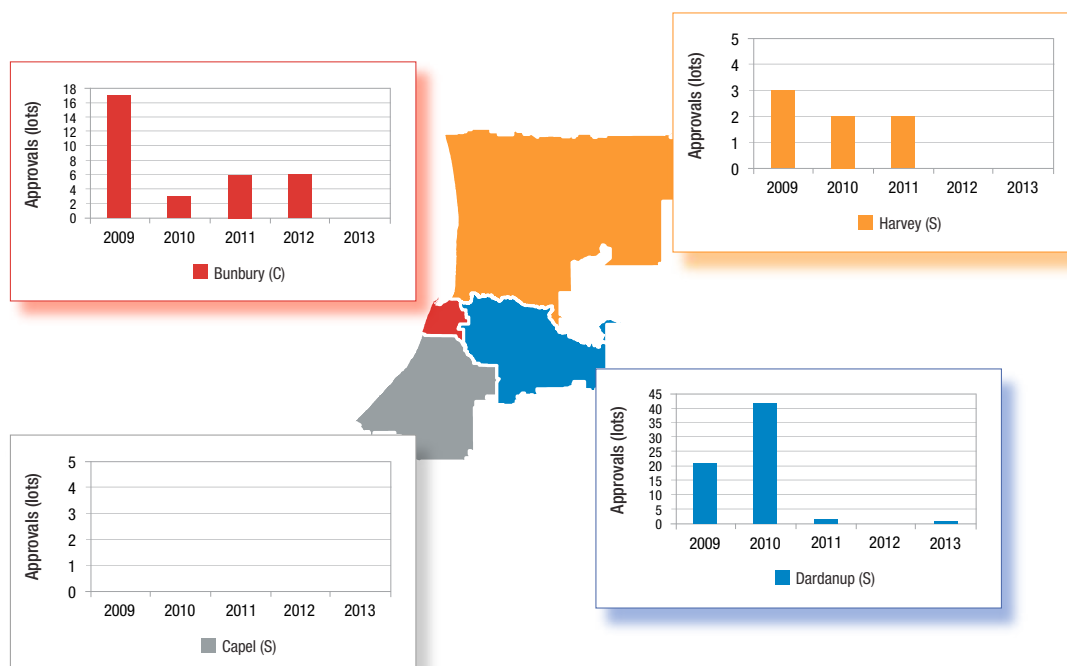 Approvals (lots)
18
16
14
12
10
8
6
4
2
0
2009 2010 2011 2012 2013
Bunbury (C)
Approvals (lots)
5
4
3
2
1
0
2009 2010 2011 2012 2013
Harvey (S)
Approvals (lots)
5
4
3
2
1
0
2009 2010 2011 2012 2013
Capel (S)
Approvals (lots)
45
40
35
30
25
20
15
10
5
0
2009 2010 2011 2012 2013
Dardanup (S)